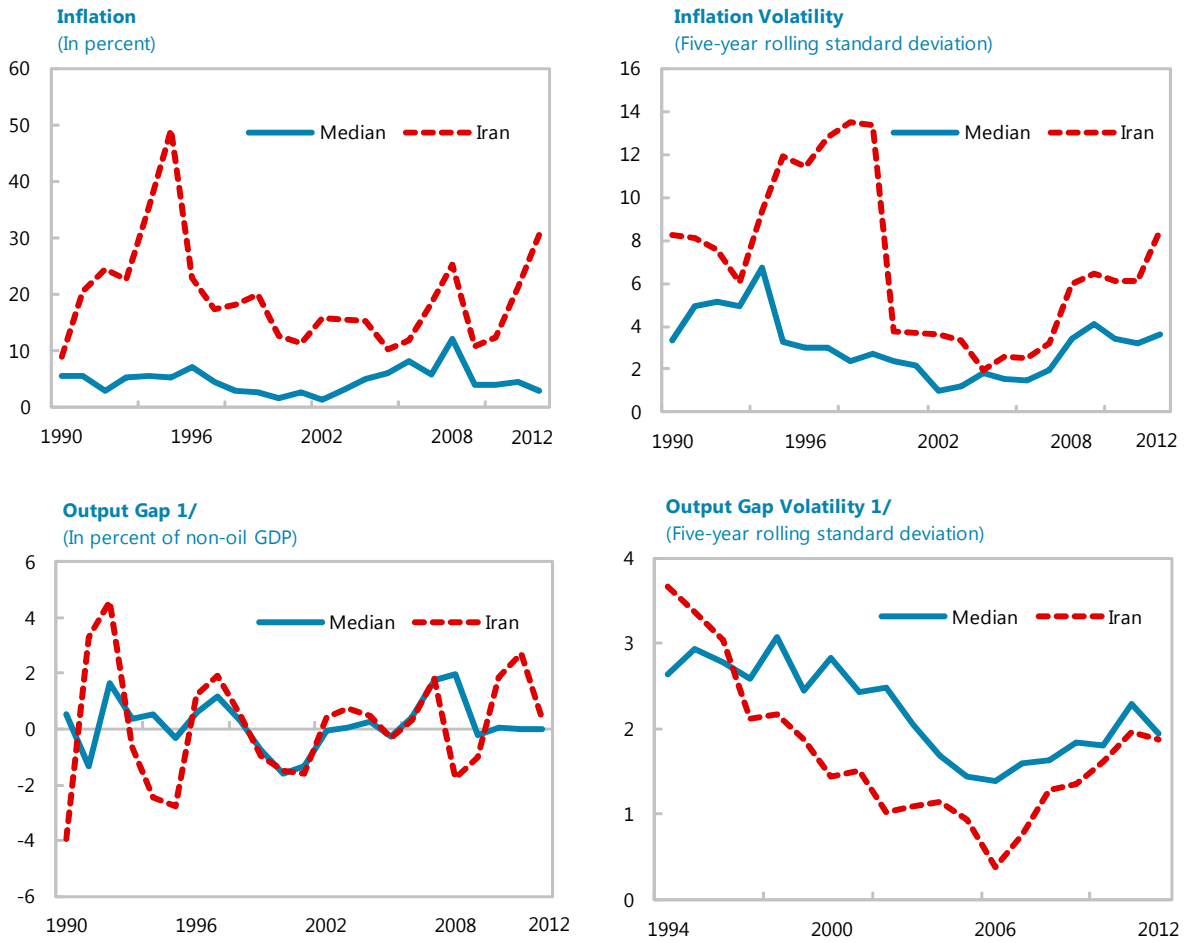 Inflation
(In percent)
60
50
40
30
20
10
0
Median Iran
1990 1996 2002 2008 2012
Inflation Volatility
(Five-year rolling standard deviation)
16
14
12
10
8
6
4
2
0
Median Iran
1990 1996 2002 2008 2012
Output Gap 1/
(In percent of non-oil GDP)
6
4
2
0
-2
-4
-6
Median Iran
1990 1996 2002 2008 2012
Output Gap Volatility 1/
(Five-year rolling standard deviation)
4
3
2
1
0
Median Iran
1994 2000 2006 2012